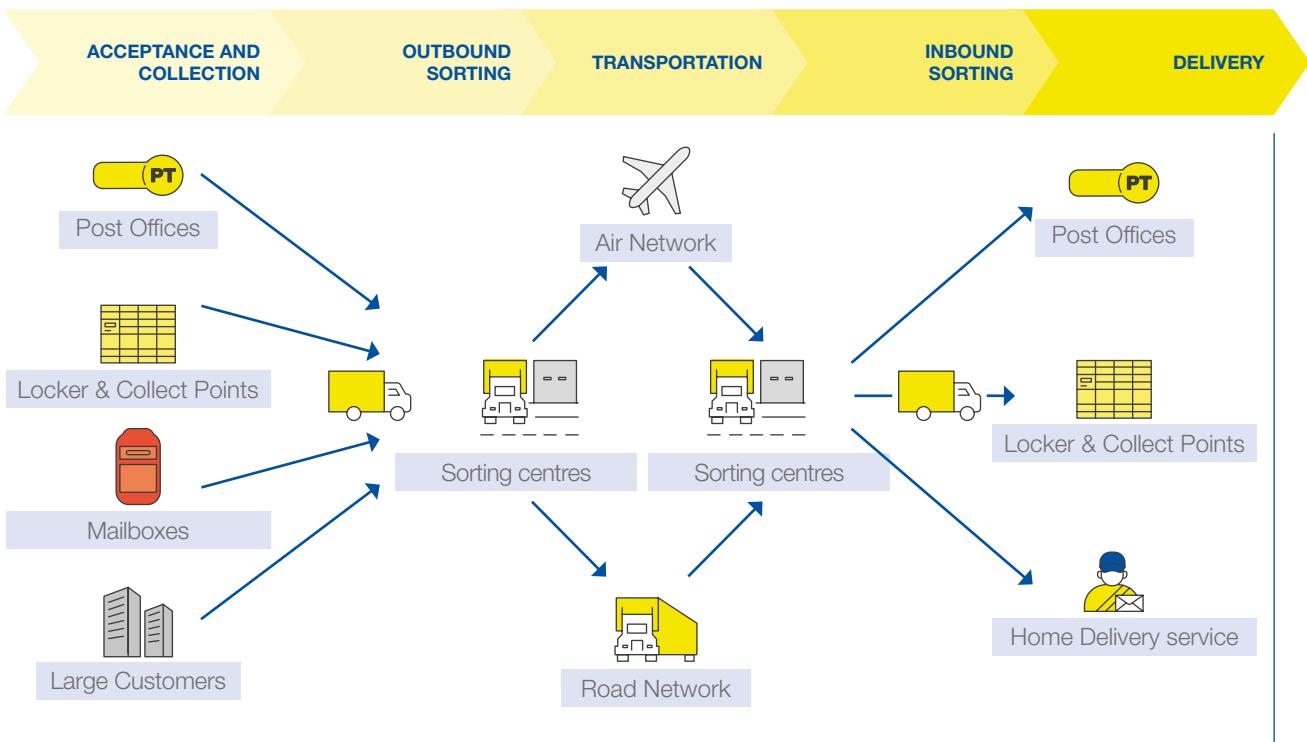 ACCEPTANCE AND
COLLECTION
OUTBOUND
SORTING
TRANSPORTATION
INBOUND
SORTING
DELIVERY
PT
Post Offices
Locker & Collect Points
Mailboxes
Large Customers
Air Network
Sorting centres
Sorting centres
Road Network
PT
Post Offices
Locker & Collect Points
Home Delivery service